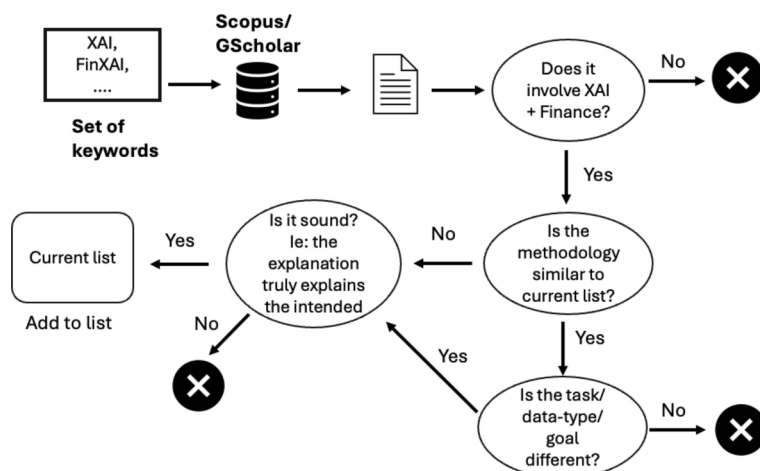 XAI,
FinXAI,
....
Set of
keywords
Scopus/
GScholar
Does it
involve XAI
+ Finance?
No
Yes
Is the
methodology
similar to
current list?
No
Yes
Is it sound?
Ie: the
explanation
truly explains
the intended
Yes
No
Current list
Add to list
Is the task/
data-type/
goal
different?
Yes
No